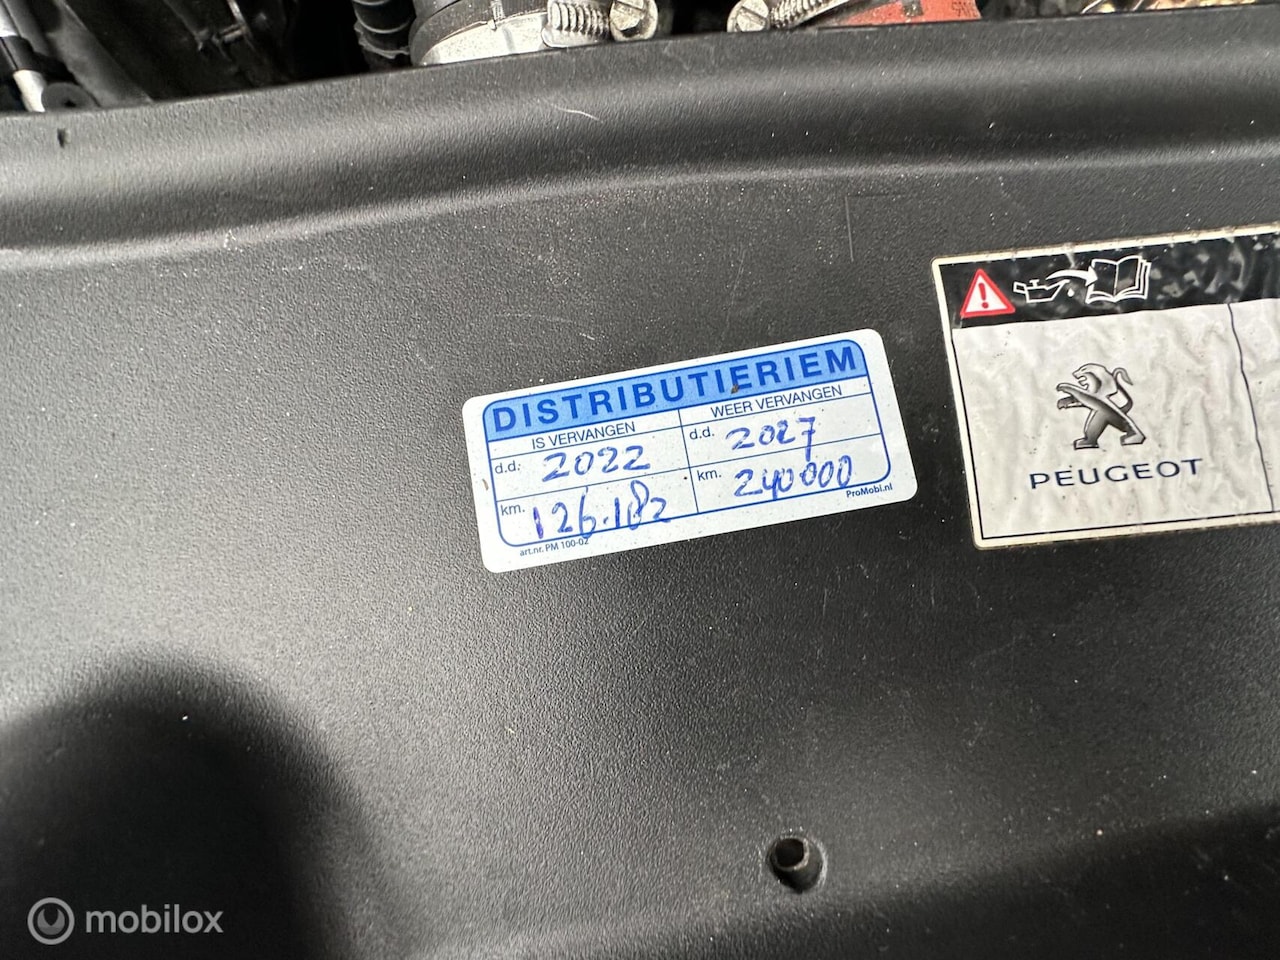 DISTRIBUTIERIEM
IS VERVANGEN
WEER VERVANGEN
d.d: 2022
d.d. 2027
km. 126.182
km. 240000
art.nr. PM 100-02
ProMobi.nl
PEUGEOT
mobilox